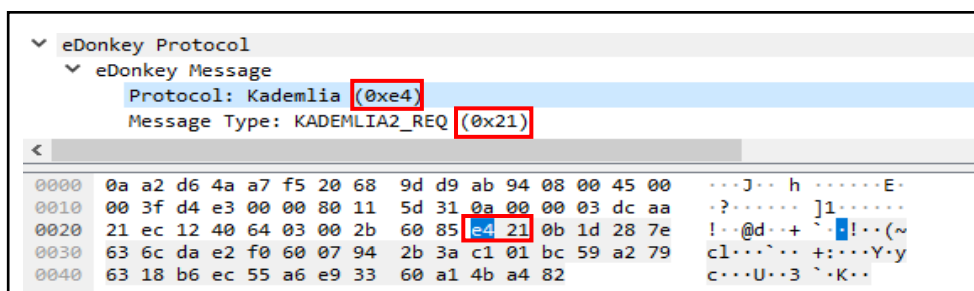 eDonkey Protocol
eDonkey Message
Protocol: Kademlia (0xe4)
Message Type: KADEMLIA2_REQ (0x21)
0000 0a a2 d6 4a a7 f5 20 68 9d d9 ab 94 08 00 45 00 ···J·· h ······E·
0010 00 3f d4 e3 00 00 80 11 5d 31 0a 00 00 03 dc aa ·?······ ]1······
0020 21 ec 12 40 64 03 00 2b 60 85 e4 21 0b 1d 28 7e !··@d··+ `··!··(~
0030 63 6c da e2 f0 60 07 94 2b 3a c1 01 bc 59 a2 79 cl···`·· +:···Y·y
0040 63 18 b6 ec 55 a6 e9 33 60 a1 4b a4 82 c···U··3 `·K··